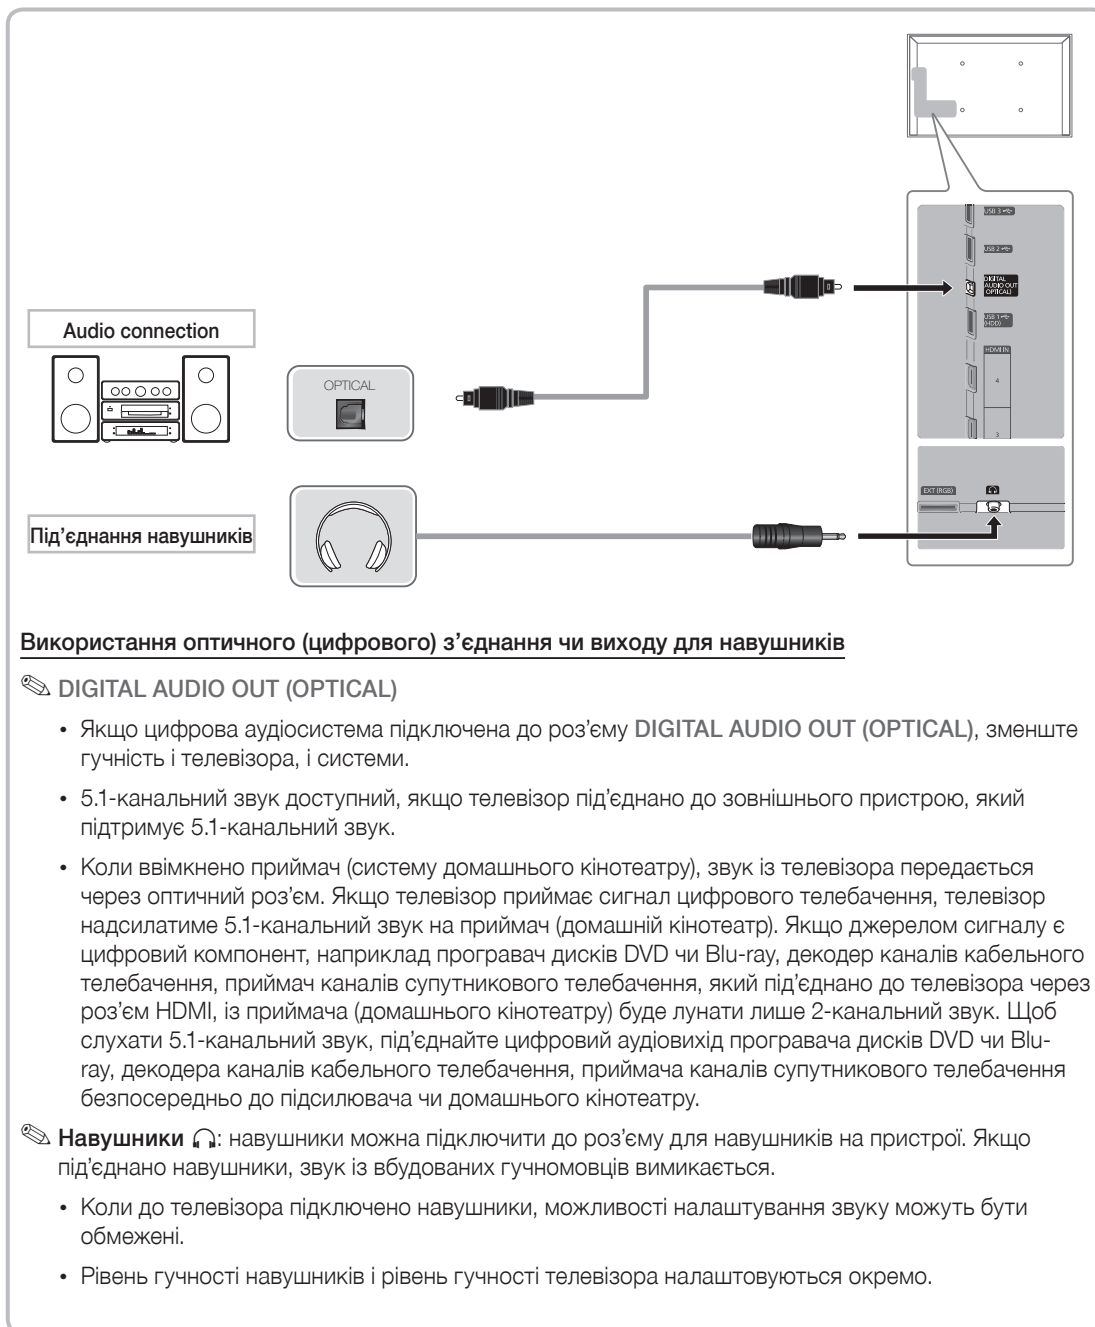 USB 3
USB 2
DIGITAL
AUDIO OUT
(OPTICAL)
USB 1
(HDD)
HDMI IN
4
3
Audio connection
OPTICAL
EXT (RGB)
Під’єднання навушників
Використання оптичного (цифрового) з’єднання чи виходу для навушників
DIGITAL AUDIO OUT (OPTICAL)
• Якщо цифрова аудіосистема підключена до роз’єму DIGITAL AUDIO OUT (OPTICAL), зменште
гучність і телевізора, і системи.
• 5.1-канальний звук доступний, якщо телевізор під’єднано до зовнішнього пристрою, який
підтримує 5.1-канальний звук.
• Коли ввімкнено приймач (систему домашнього кінотеатру), звук із телевізора передається
через оптичний роз’єм. Якщо телевізор приймає сигнал цифрового телебачення, телевізор
надсилатиме 5.1-канальний звук на приймач (домашній кінотеатр). Якщо джерелом сигналу є
цифровий компонент, наприклад програвач дисків DVD чи Blu-ray, декодер каналів кабельного
телебачення, приймач каналів супутникового телебачення, який під’єднано до телевізора через
роз’єм HDMI, із приймача (домашнього кінотеатру) буде лунати лише 2-канальний звук. Щоб
слухати 5.1-канальний звук, під’єднайте цифровий аудіовихід програвача дисків DVD чи Blu-
ray, декодера каналів кабельного телебачення, приймача каналів супутникового телебачення
безпосередньо до підсилювача чи домашнього кінотеатру.
Навушники : навушники можна підключити до роз’єму для навушників на пристрої. Якщо
під’єднано навушники, звук із вбудованих гучномовців вимикається.
• Коли до телевізора підключено навушники, можливості налаштування звуку можуть бути
обмежені.
• Рівень гучності навушників і рівень гучності телевізора налаштовуються окремо.